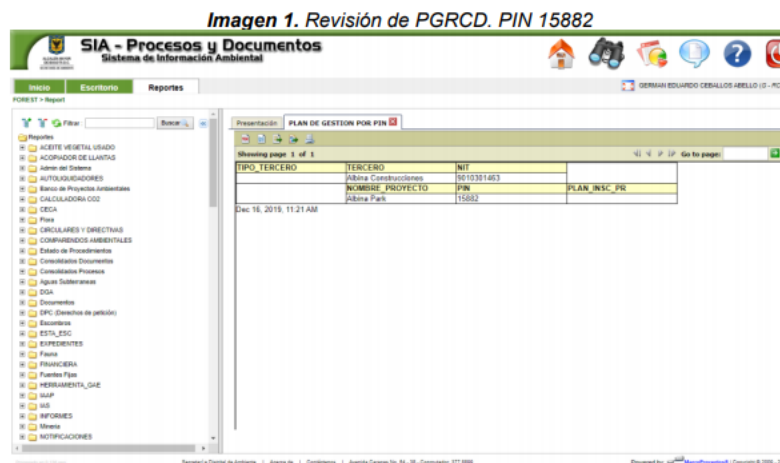 Imagen 1. Revisión de PGRCD. PIN 15882
SIA - Procesos y Documentos
Sistema de Información Ambiental
Inicio Escritorio Reportes
GERMAN EDUARDO CEBALLOS ABELLO
FOREST > Report
Filtrar: Buscar
Presentación PLAN DE GESTION POR PIN
Reportes
ACEITE VEGETAL USADO
ACOPIADOR DE LLANTAS
Admin del Sistema
AUTOLIQUIDADORES
Banco de Proyectos Ambientales
CALCULADORA CO2
CECA
Flora
CIRCULARES Y DIRECTIVAS
COMPARENDOS AMBIENTALES
Estado de Procedimientos
Consolidados Documentos
Consolidados Procesos
Aguas Subterraneas
DGA
Documentos
DPC (Derechos de petición)
Escombros
ESTA_ESC
EXPEDIENTES
Fauna
FINANCIERA
Fuentes Fijas
HERRAMIENTA_GAE
IAAP
IAS
INFORMES
Mineria
NOTIFICACIONES
Showing page 1 of 1 Go to page:
TIPO_TERCERO TERCERO NIT
Albina Construcciones 9010381463
NOMBRE_PROYECTO PIN PLAN_INSC_PR
Albina Park 15882
Dec 16, 2019, 11:21 AM